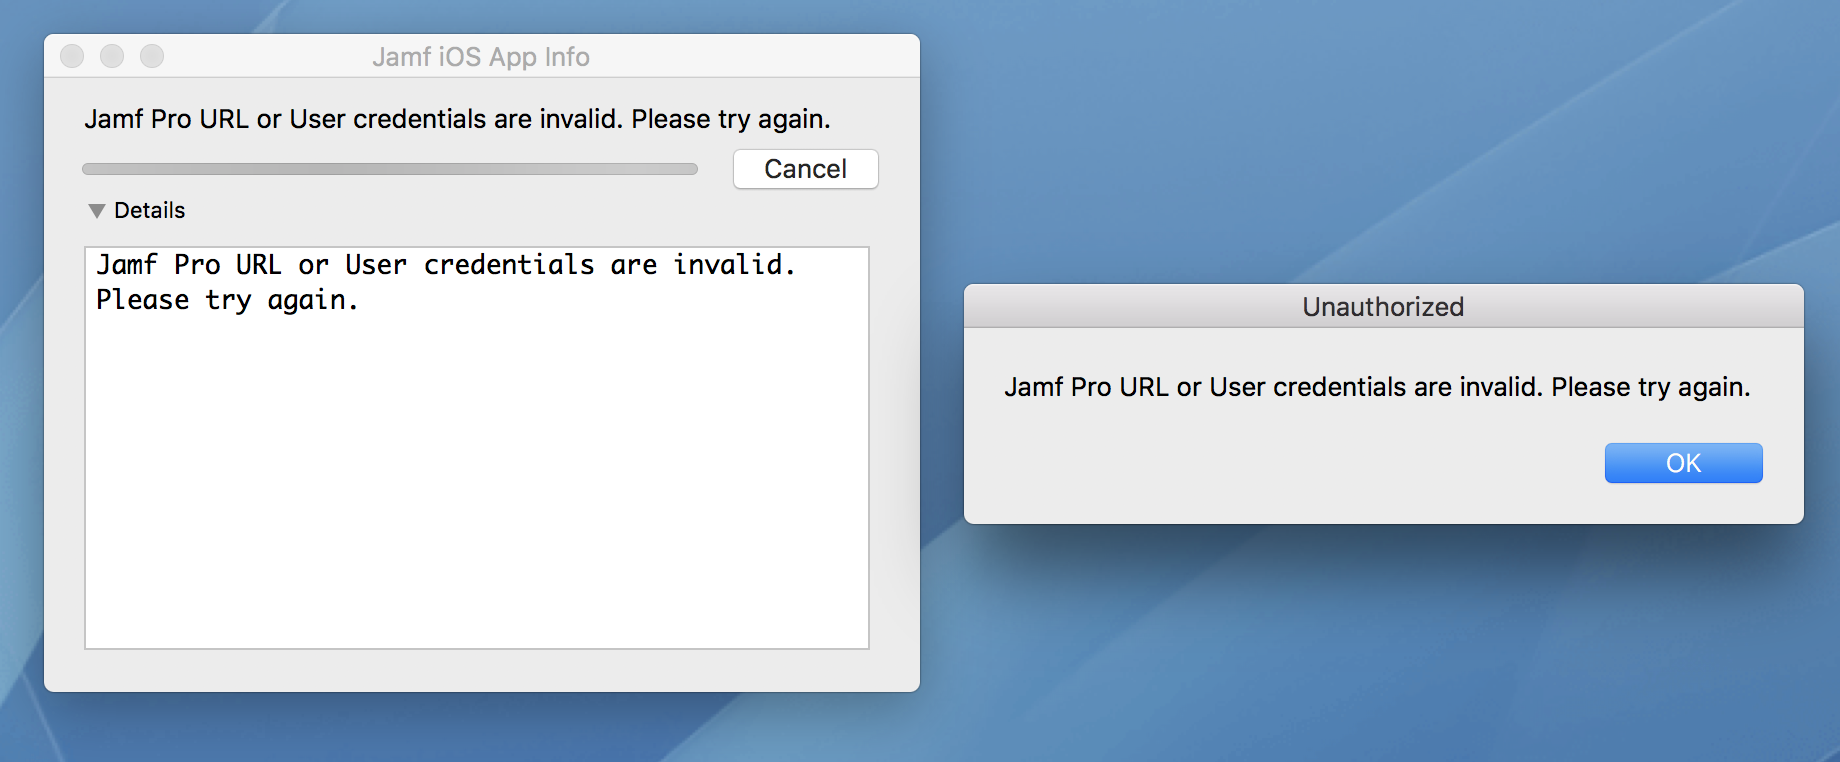 Jamf iOS App Info
Jamf Pro URL or User credentials are invalid. Please try again.
Cancel
Details
Jamf Pro URL or User credentials are invalid.
Please try again.
Unauthorized
Jamf Pro URL or User credentials are invalid. Please try again.
OK